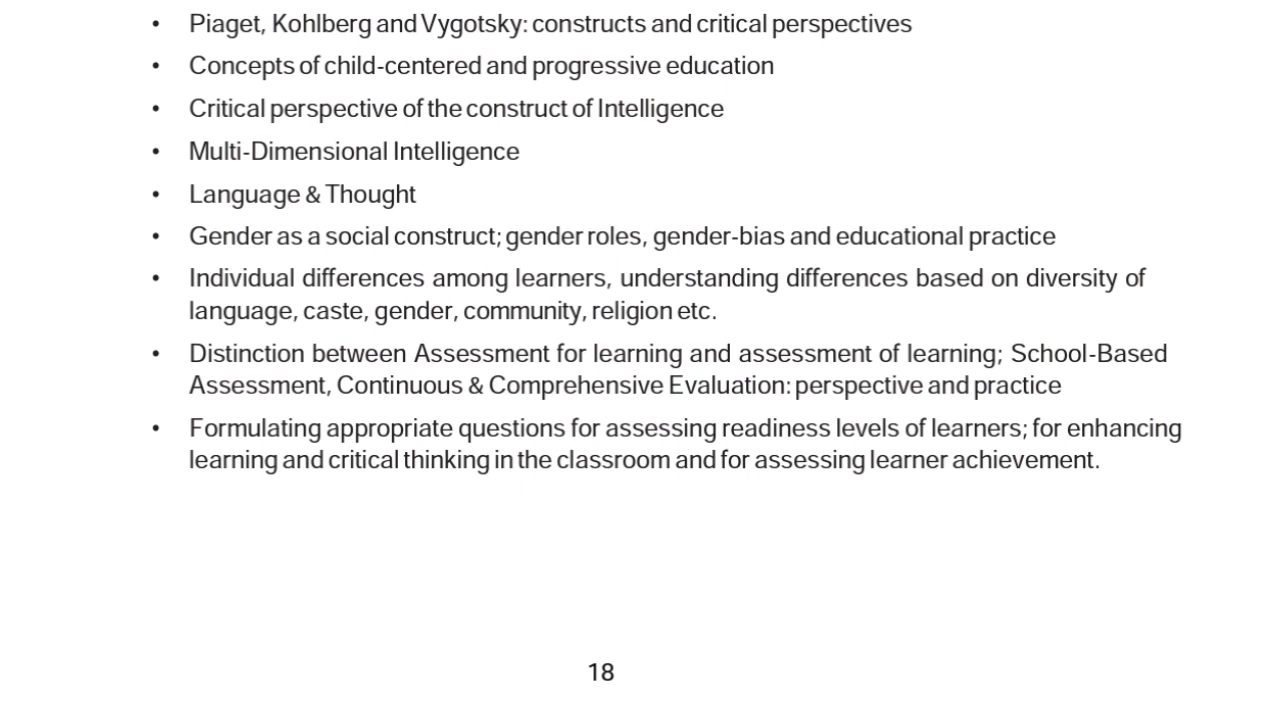 • Piaget, Kohlberg and Vygotsky: constructs and critical perspectives
• Concepts of child-centered and progressive education
• Critical perspective of the construct of Intelligence
• Multi-Dimensional Intelligence
• Language & Thought
• Gender as a social construct; gender roles, gender-bias and educational practice
• Individual differences among learners, understanding differences based on diversity of
language, caste, gender, community, religion etc.
• Distinction between Assessment for learning and assessment of learning; School-Based
Assessment, Continuous & Comprehensive Evaluation: perspective and practice
• Formulating appropriate questions for assessing readiness levels of learners; for enhancing
learning and critical thinking in the classroom and for assessing learner achievement.
18